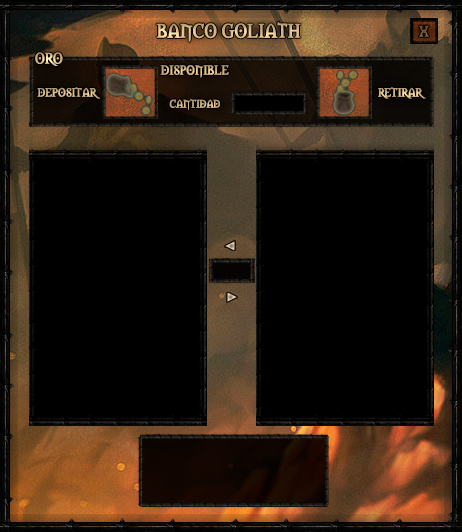 BANCO GOLIATH
X
ORO
DISPONIBLE
DEPOSITAR
CANTIDAD
RETIRAR